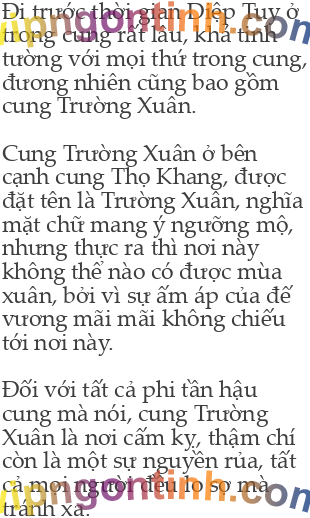 Đi trước thời gian Diệp Tuy ở
trong cung rất lâu, khá tinh
tường với mọi thứ trong cung,
đương nhiên cũng bao gồm
cung Trường Xuân.
Cung Trường Xuân ở bên
cạnh cung Thọ Khang, được
đặt tên là Trường Xuân, nghĩa
mặt chữ mang ý ngưỡng mộ,
nhưng thực ra thì nơi này
không thể nào có được mùa
xuân, bởi vì sự ấm áp của đế
vương mãi mãi không chiếu
tới nơi này.
Đối với tất cả phi tần hậu
cung mà nói, cung Trường
Xuân là nơi cấm kỵ, thậm chí
còn là một sự nguyền rủa, tất
cả mọi người đều lo sợ mà
tránh xa.
vipngontinh.com
vipngontinh.com